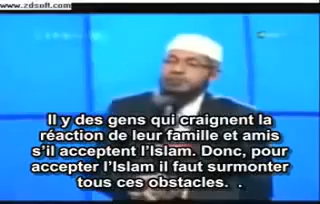 www.zdsoft.com
Il y des gens qui craignent la
réaction de leur famille et amis
s'il acceptent l'Islam. Donc, pour
accepter l'Islam il faut surmonter
tous ces obstacles. .